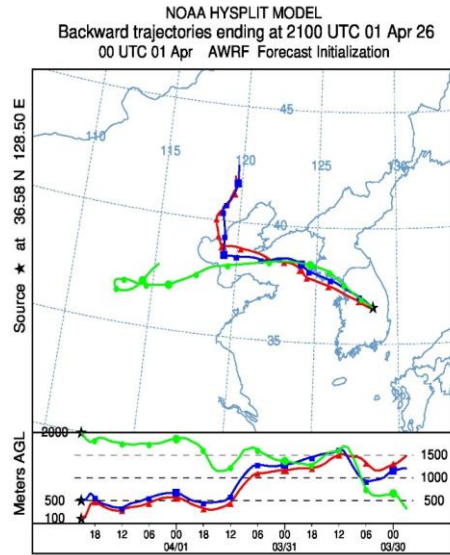 NOAA HYSPLIT MODEL
Backward trajectories ending at 2100 UTC 01 Apr 26
00 UTC 01 Apr AWRF Forecast Initialization
Source ★ at 36.58 N 128.50 E
45
110
115
120
125
130
40
35
Meters AGL
2000
500
100
1500
1000
500
18 12 06 00 18 12 06 00 18 12 06 00
04/01 03/31 03/30